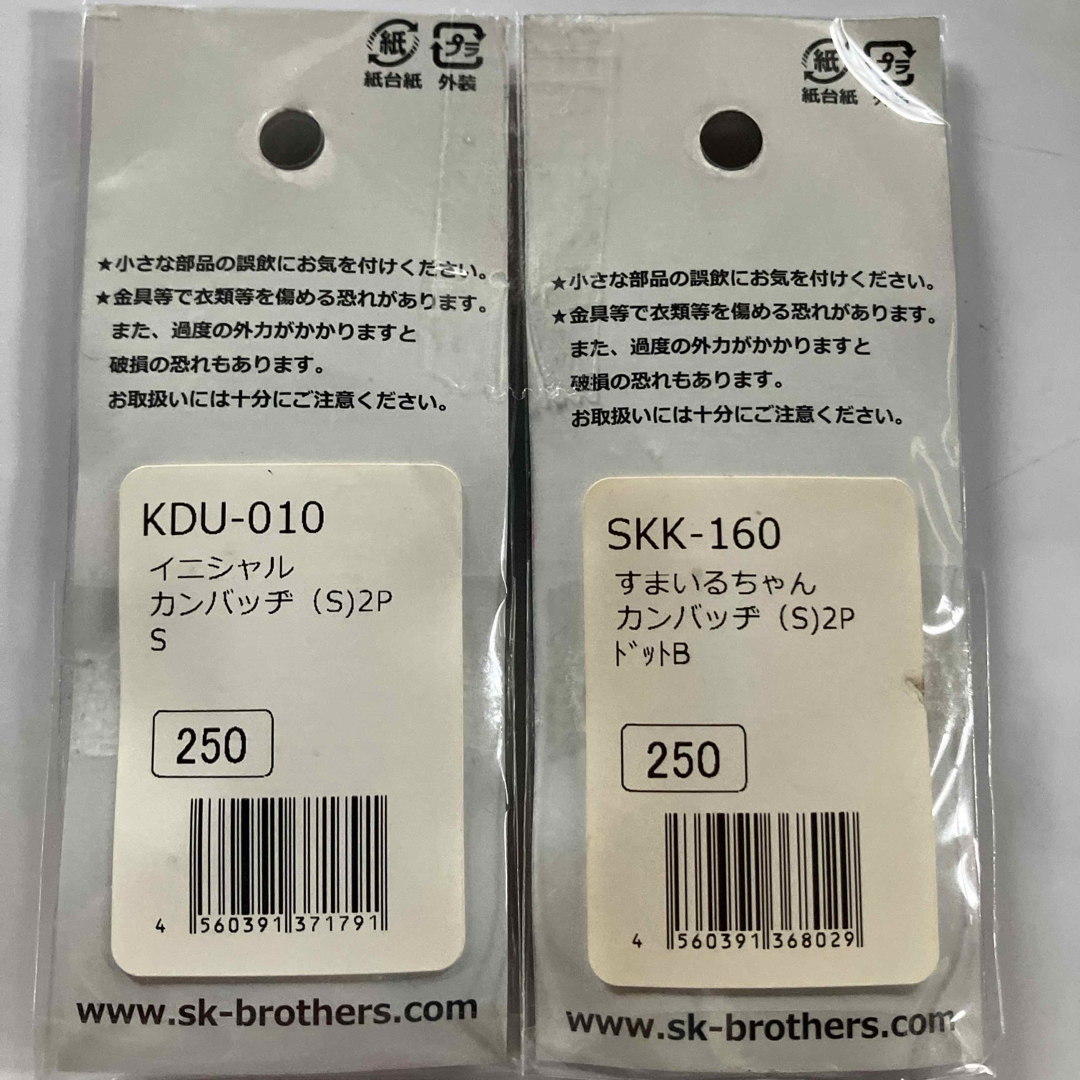 紙 プラ
紙台紙 外装
★小さな部品の誤飲にお気を付けください。
★金具等で衣類等を傷める恐れがあります。
また、過度の外力がかかりますと
破損の恐れもあります。
お取扱いには十分にご注意ください。
KDU-010
イニシャル
カンバッヂ（S)2P
S
250
4 560391 371791
www.sk-brothers.com
紙 プラ
紙台紙
★小さな部品の誤飲にお気を付けください。
★金具等で衣類等を傷める恐れがあります。
また、過度の外力がかかりますと
破損の恐れもあります。
お取扱いには十分にご注意ください。
SKK-160
すまいるちゃん
カンバッヂ（S)2P
ﾄﾞｯﾄB
250
4 560391 368029
www.sk-brothers.com